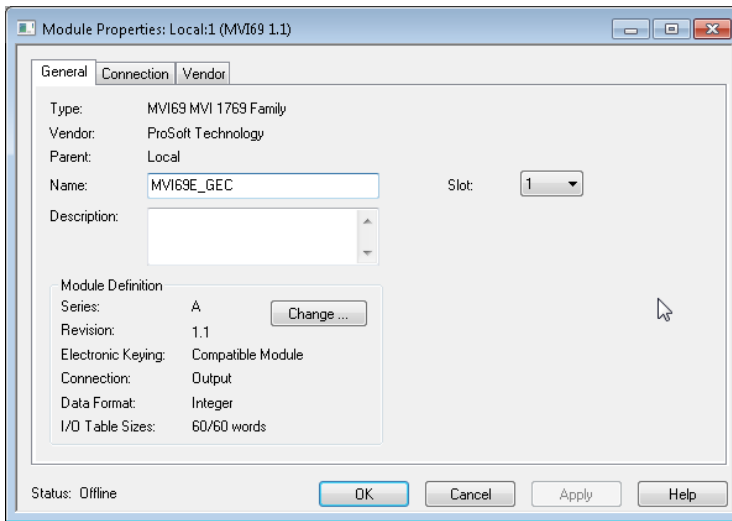 Module Properties: Local:1 (MVI69 1.1)
General Connection Vendor
Type: MVI69 MVI 1769 Family
Vendor: ProSoft Technology
Parent: Local
Name: MVI69E_GEC Slot: 1
Description:
Module Definition
Series: A Change ...
Revision: 1.1
Electronic Keying: Compatible Module
Connection: Output
Data Format: Integer
I/O Table Sizes: 60/60 words
Status: Offline OK Cancel Apply Help